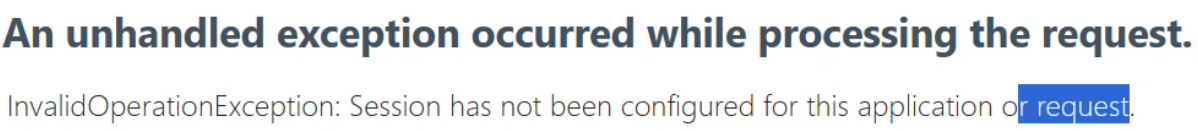 An unhandled exception occurred while processing the request.
InvalidOperationException: Session has not been configured for this application or request.